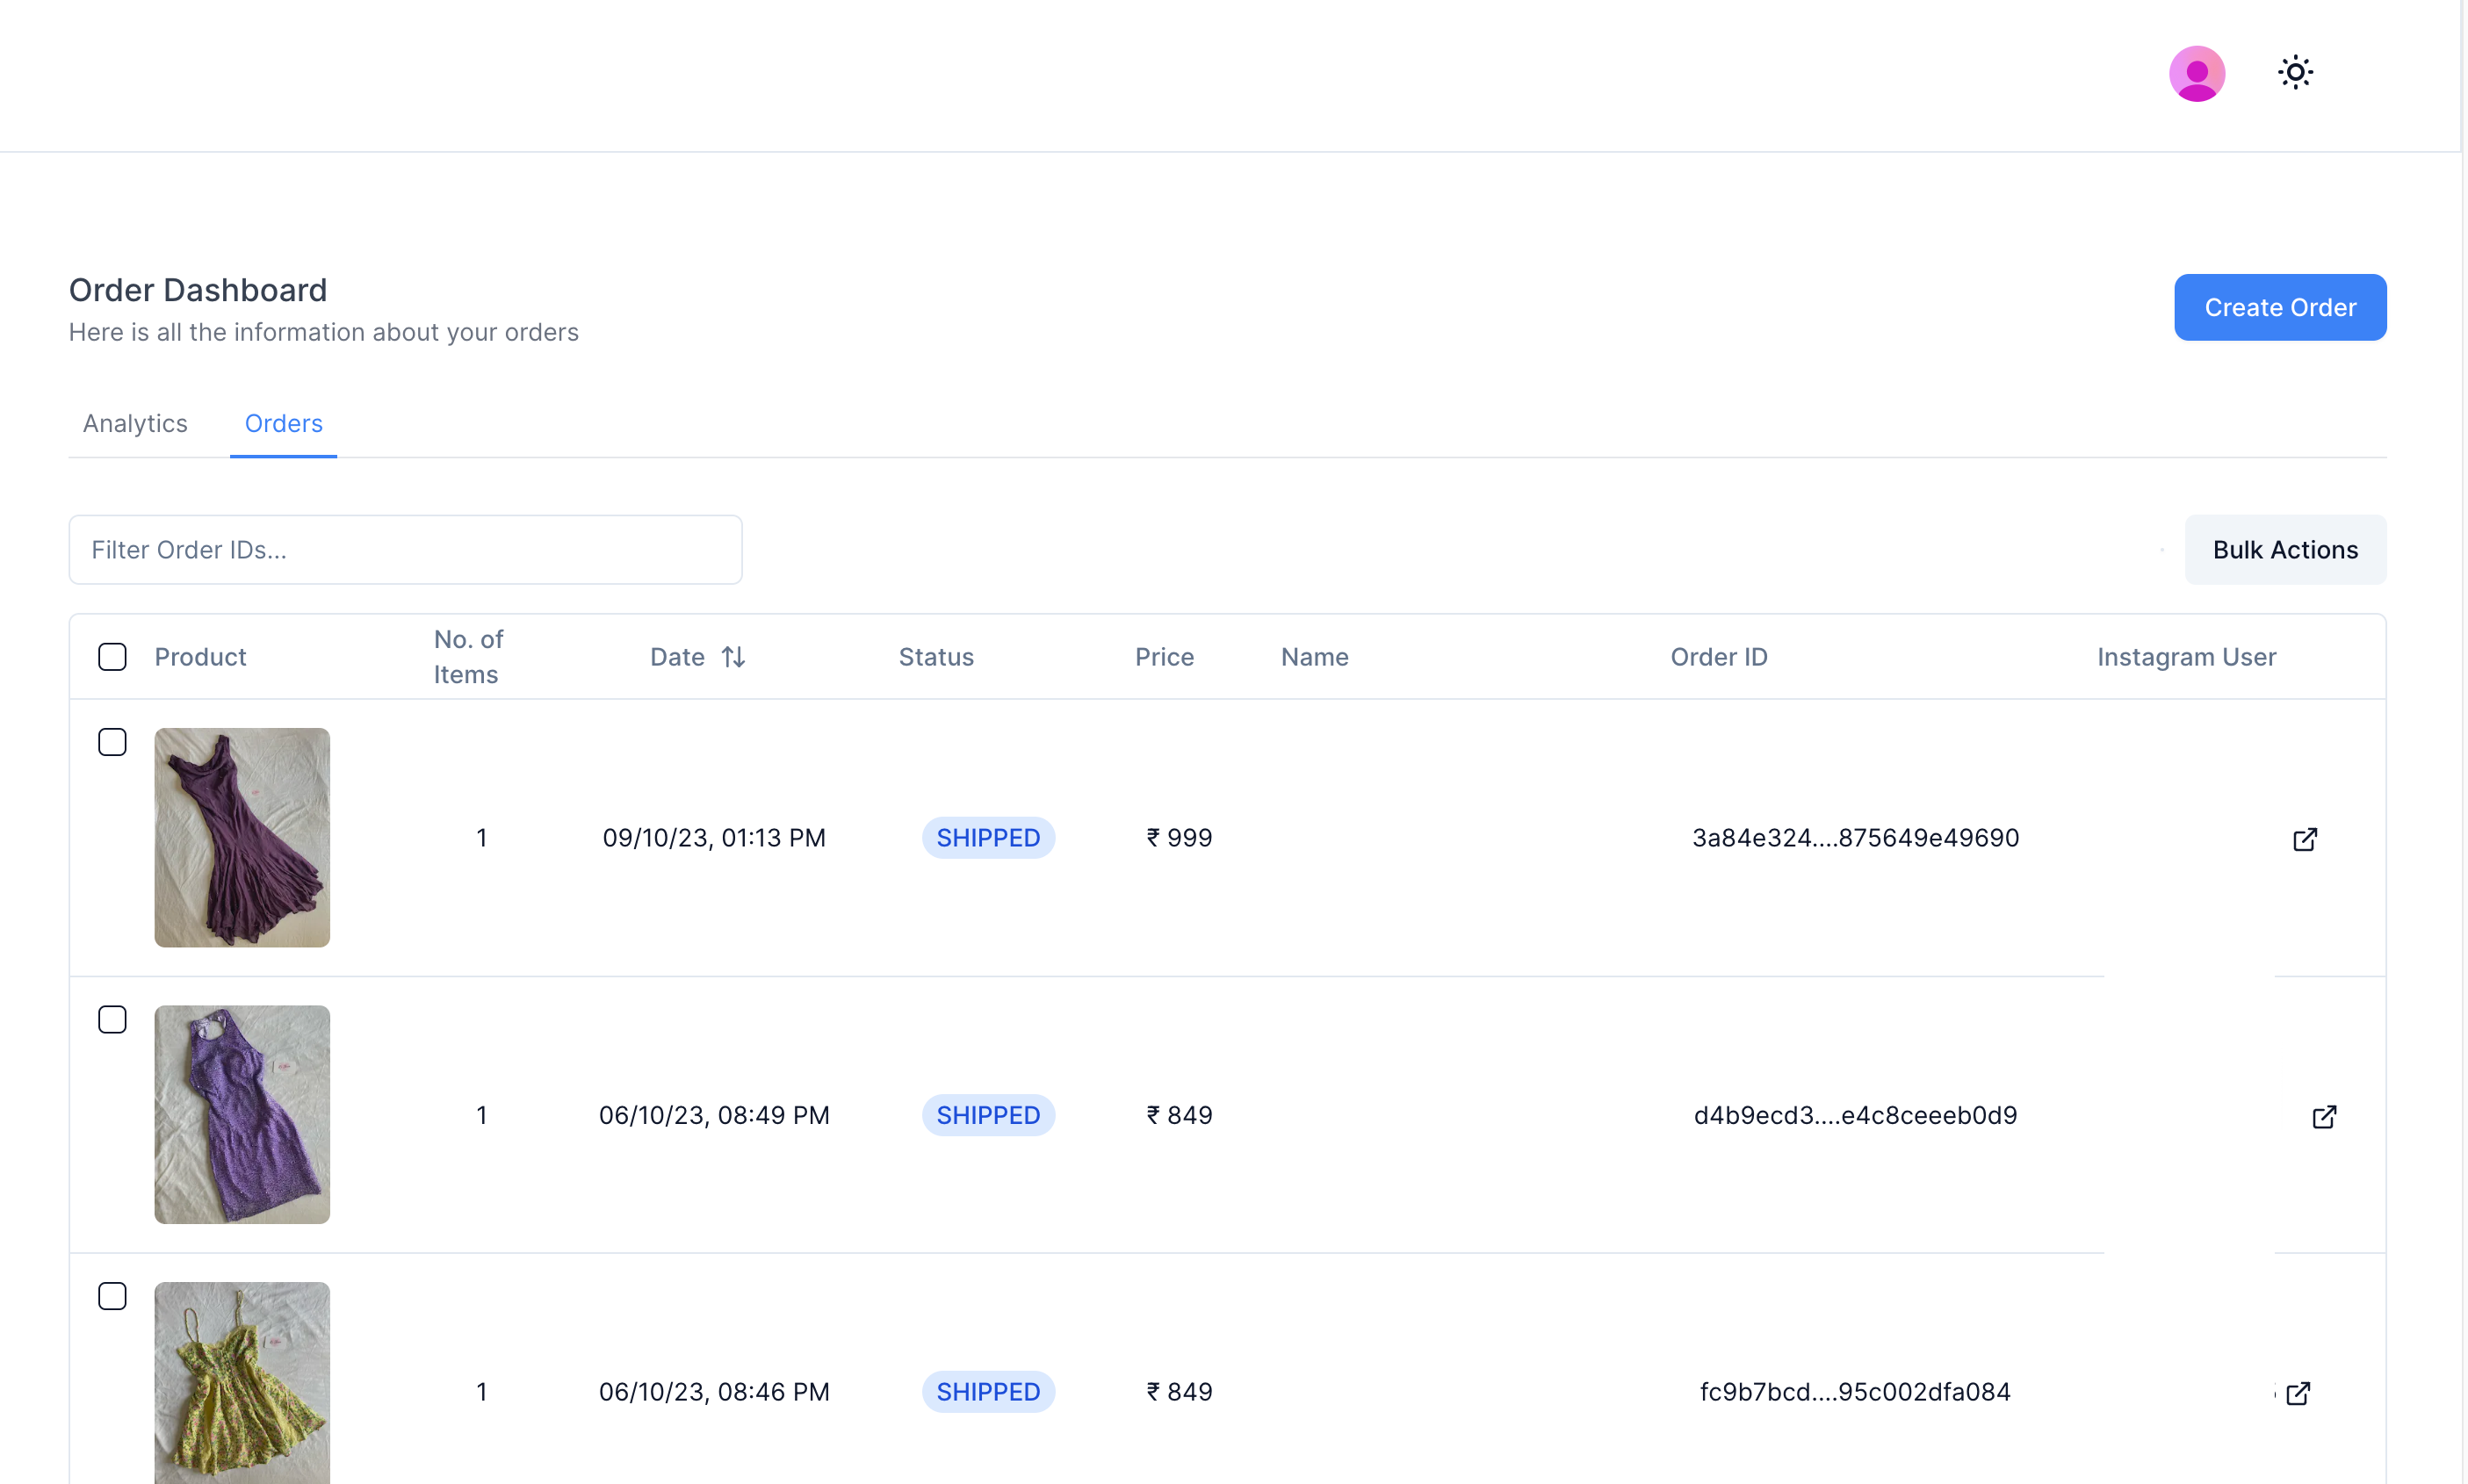 Order Dashboard
Here is all the information about your orders
Create Order
Analytics Orders
Filter Order IDs...
Bulk Actions
Product No. of Items Date Status Price Name Order ID Instagram User
1 09/10/23, 01:13 PM SHIPPED ₹ 999 3a84e324....875649e49690
1 06/10/23, 08:49 PM SHIPPED ₹ 849 d4b9ecd3....e4c8ceeeb0d9
1 06/10/23, 08:46 PM SHIPPED ₹ 849 fc9b7bcd....95c002dfa084